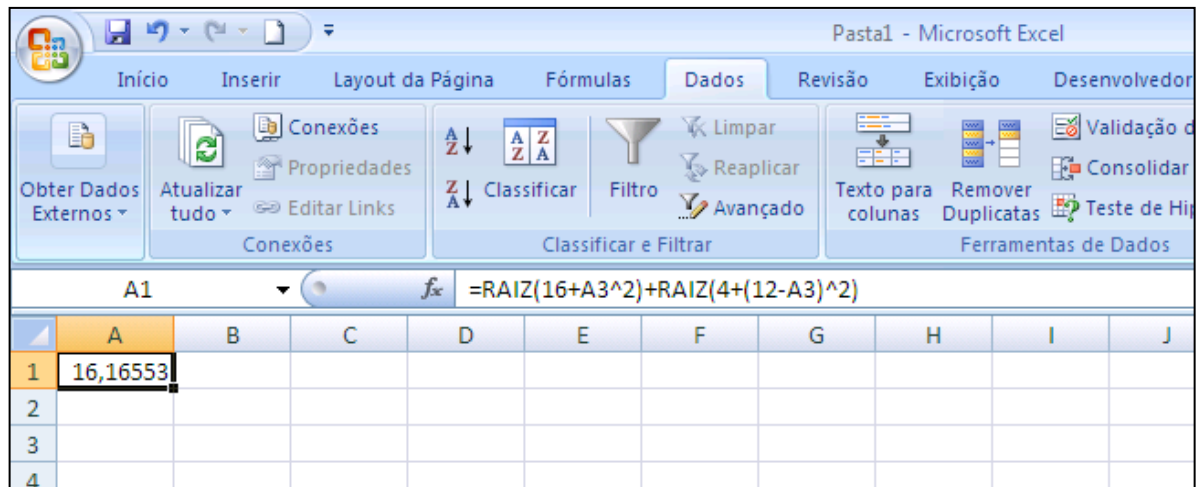 Pasta1 - Microsoft Excel
Início Inserir Layout da Página Fórmulas Dados Revisão Exibição Desenvolvedor
Obter Dados Externos
Atualizar tudo
Conexões
Propriedades
Editar Links
Conexões
Classificar
Filtro
Limpar
Reaplicar
Avançado
Classificar e Filtrar
Texto para colunas
Remover Duplicatas
Validação d
Consolidar
Teste de Hip
Ferramentas de Dados
A1 fx =RAIZ(16+A3^2)+RAIZ(4+(12-A3)^2)
A B C D E F G H I J
1 16,16553
2
3
4